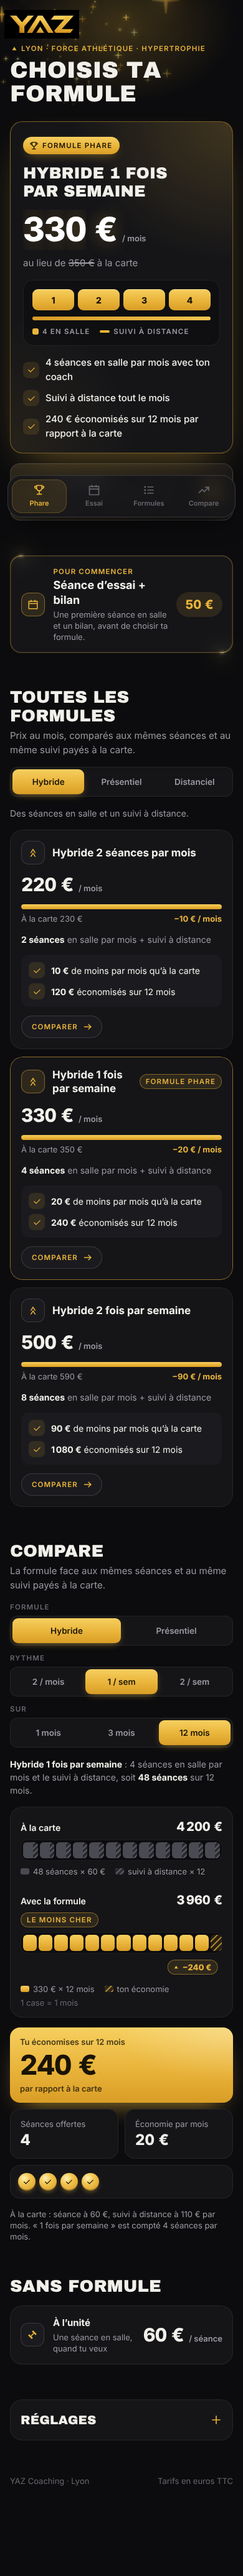 YAZ
LYON · FORCE ATHLÉTIQUE · HYPERTROPHIE
CHOISIS TA
FORMULE
FORMULE PHARE
HYBRIDE 1 FOIS
PAR SEMAINE
330 € / mois
au lieu de 350 € à la carte
1 2 3 4
4 EN SALLE SUIVI À DISTANCE
4 séances en salle par mois avec ton
coach
Suivi à distance tout le mois
240 € économisés sur 12 mois par
rapport à la carte
Phare Essai Formules Compare
POUR COMMENCER
Séance d'essai +
bilan
Une première séance en salle
et un bilan, avant de choisir ta
formule.
50 €
TOUTES LES
FORMULES
Prix au mois, comparés aux mêmes séances et au
même suivi payés à la carte.
Hybride Présentiel Distanciel
Des séances en salle et un suivi à distance.
Hybride 2 séances par mois
220 € / mois
À la carte 230 € −10 € / mois
2 séances en salle par mois + suivi à distance
10 € de moins par mois qu'à la carte
120 € économisés sur 12 mois
COMPARER →
Hybride 1 fois
par semaine
FORMULE PHARE
330 € / mois
À la carte 350 € −20 € / mois
4 séances en salle par mois + suivi à distance
20 € de moins par mois qu'à la carte
240 € économisés sur 12 mois
COMPARER →
Hybride 2 fois par semaine
500 € / mois
À la carte 590 € −90 € / mois
8 séances en salle par mois + suivi à distance
90 € de moins par mois qu'à la carte
1 080 € économisés sur 12 mois
COMPARER →
COMPARE
La formule face aux mêmes séances et au même
suivi payés à la carte.
FORMULE
Hybride Présentiel
RYTHME
2 / mois 1 / sem 2 / sem
SUR
1 mois 3 mois 12 mois
Hybride 1 fois par semaine : 4 séances en salle par
mois et le suivi à distance, soit 48 séances sur 12
mois.
À la carte 4 200 €
48 séances × 60 € suivi à distance × 12
Avec la formule 3 960 €
LE MOINS CHER
−240 €
330 € × 12 mois ton économie
1 case = 1 mois
Tu économises sur 12 mois
240 €
par rapport à la carte
Séances offertes
4
Économie par mois
20 €
À la carte : séance à 60 €, suivi à distance à 110 € par
mois. « 1 fois par semaine » est compté 4 séances par
mois.
SANS FORMULE
À l'unité
Une séance en salle,
quand tu veux
60 € / séance
RÉGLAGES +
YAZ Coaching · Lyon Tarifs en euros TTC